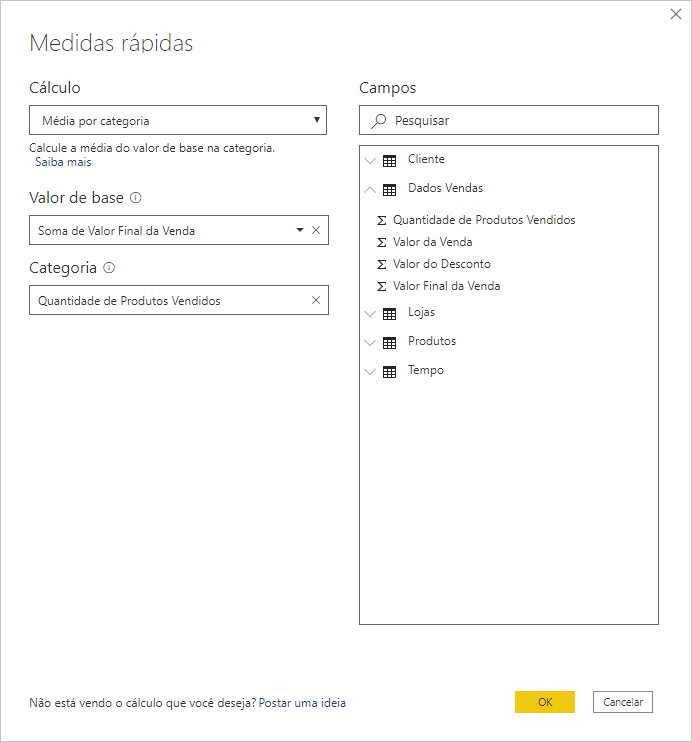 Medidas rápidas
Cálculo
Média por categoria
Calcule a média do valor de base na categoria.
Saiba mais
Valor de base
Soma de Valor Final da Venda
Categoria
Quantidade de Produtos Vendidos
Campos
Pesquisar
Cliente
Dados Vendas
Quantidade de Produtos Vendidos
Valor da Venda
Valor do Desconto
Valor Final da Venda
Lojas
Produtos
Tempo
Não está vendo o cálculo que você deseja? Postar uma ideia
OK
Cancelar